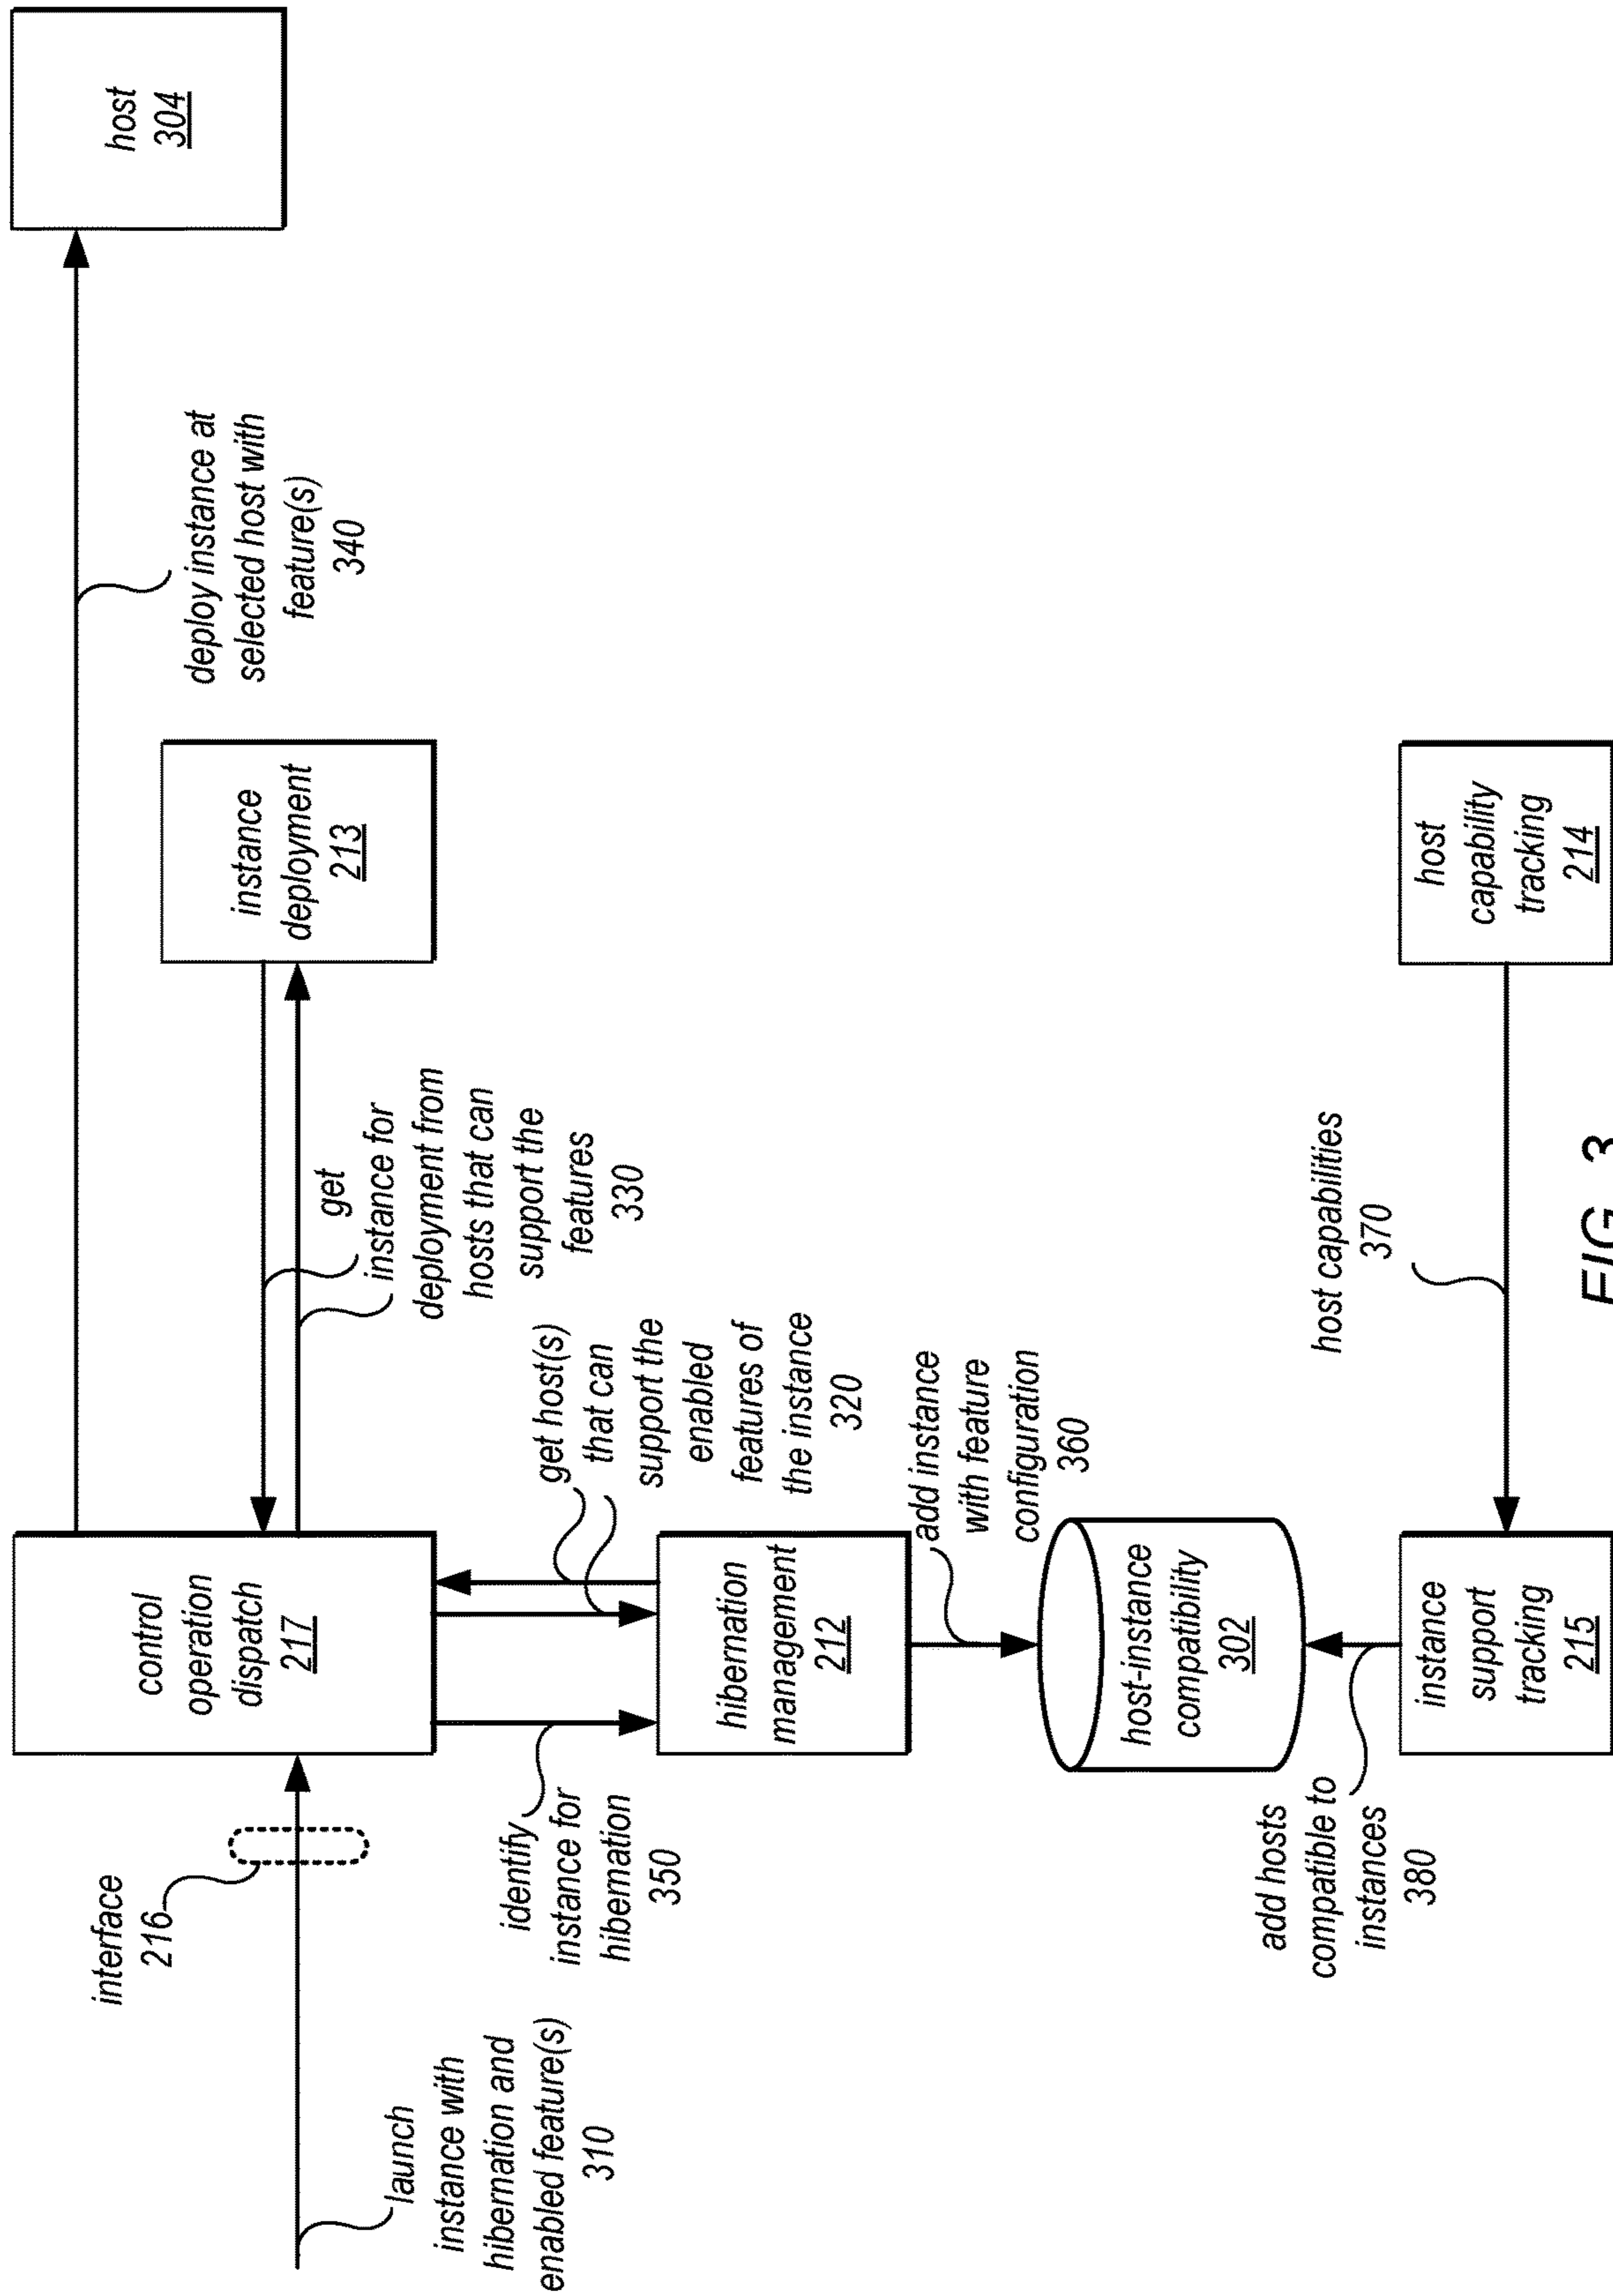 launch
instance with
hibernation and
enabled feature(s)
310
interface
216
control
operation
dispatch
217
get
instance for
deployment from
hosts that can
support the
features
330
instance
deployment
213
deploy instance at
selected host with
feature(s)
340
host
304
identify
instance for
hibernation
350
get host(s)
that can
support the
enabled
features of
the instance
320
hibernation
management
212
add instance
with feature
configuration
360
host-instance
compatibility
302
add hosts
compatible to
instances
380
instance
support
tracking
215
host capabilities
370
host
capability
tracking
214
FIG. 3